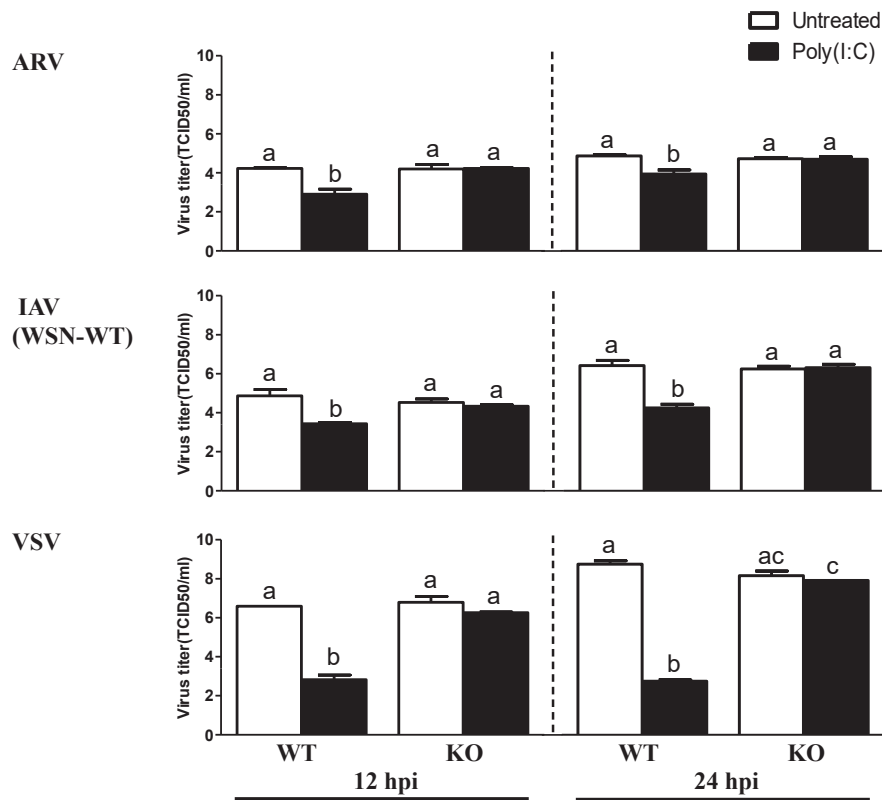 Untreated
Poly(I:C)
ARV
Virus titer(TCID50/ml)
10
8
6
4
2
0
a
b
a
a
a
b
a
a
IAV
(WSN-WT)
Virus titer(TCID50/ml)
10
8
6
4
2
0
a
b
a
a
a
b
a
a
VSV
Virus titer(TCID50/ml)
10
8
6
4
2
0
a
b
a
a
a
b
ac
c
WT KO WT KO
12 hpi 24 hpi